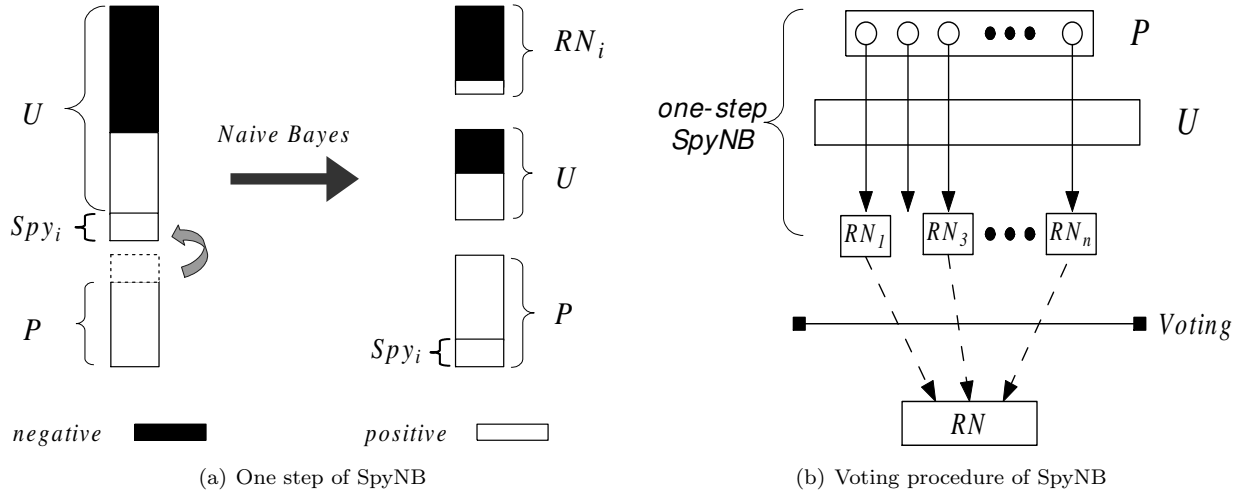 U
Spy_i
P
Naive Bayes
RN_i
U
P
Spy_i
negative
positive
(a) One step of SpyNB
one-step
SpyNB
P
U
RN_1
RN_3
RN_n
Voting
RN
(b) Voting procedure of SpyNB